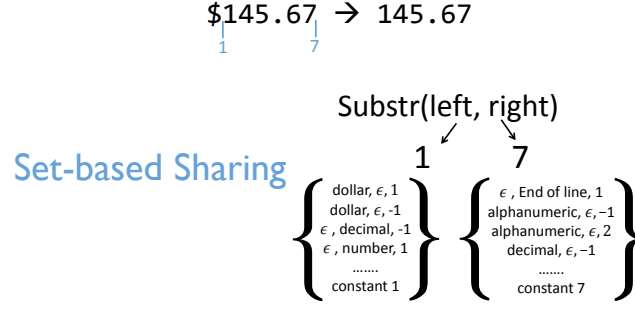 $145.67 → 145.67
1 7
Substr(left, right)
Set-based Sharing
1 7
dollar, ϵ, 1
dollar, ϵ, -1
ϵ , decimal, -1
ϵ , number, 1
.......
constant 1
ϵ , End of line, 1
alphanumeric, ϵ,−1
alphanumeric, ϵ,2
decimal, ϵ,−1
.......
constant 7